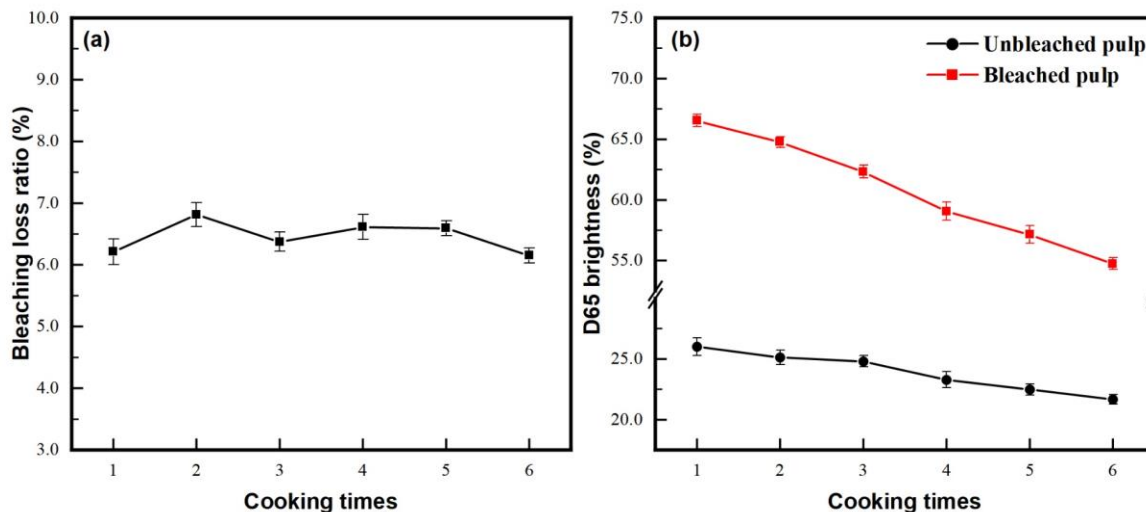 (a)
Bleaching loss ratio (%)
10.0
9.0
8.0
7.0
6.0
5.0
4.0
3.0
1 2 3 4 5 6
Cooking times
(b)
Unbleached pulp
Bleached pulp
D65 brightness (%)
75.0
70.0
65.0
60.0
55.0
25.0
20.0
1 2 3 4 5 6
Cooking times